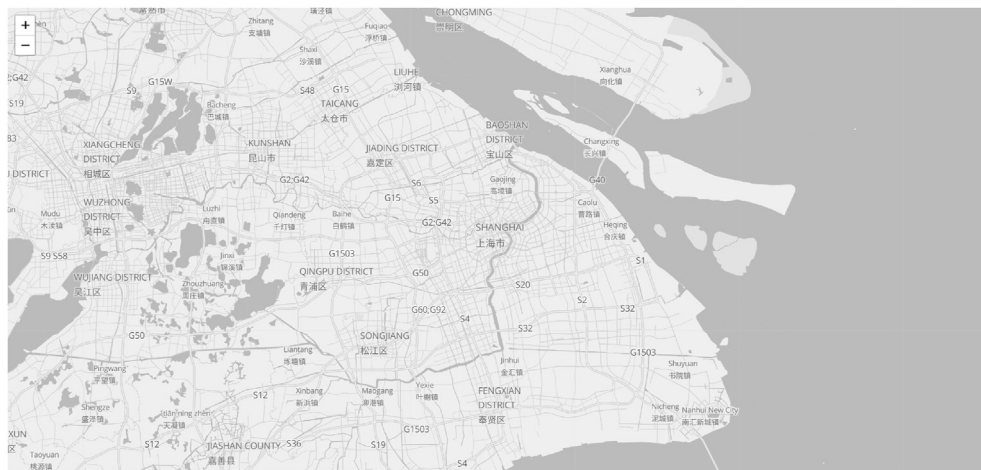 CHONGMING
崇明区
Zhitang
支塘镇
Fuqiao
浮桥镇
Shaxi
沙溪镇
+
−
LIUHE
浏河镇
Xianghua
向化镇
G15W
S9
S48
G15
S19
TAICANG
太仓市
Bacheng
巴城镇
BAOSHAN
DISTRICT
宝山区
XIANGCHENG
DISTRICT
相城区
KUNSHAN
昆山市
JIADING DISTRICT
嘉定区
Changxing
长兴镇
G2;G42
S6
Gaojing
高境镇
G40
G15
S5
WUZHONG
DISTRICT
吴中区
Mudu
木渎镇
Luzhi
甪直镇
Qiandeng
千灯镇
Baihe
白鹤镇
G2;G42
SHANGHAI
上海市
Caolu
曹路镇
Heqing
合庆镇
S9 S58
Jinxi
锦溪镇
G1503
S1
WUJIANG DISTRICT
吴江区
Zhouzhuang
周庄镇
QINGPU DISTRICT
青浦区
G50
S20
S2
G60;G92
S4
S32
S32
G50
SONGJIANG
松江区
Liantang
练塘镇
Jinhui
金汇镇
G1503
Shuyuan
书院镇
Pingwang
平望镇
Xinbang
新浜镇
Maogang
泖港镇
Yexie
叶榭镇
FENGXIAN
DISTRICT
奉贤区
S12
Shengze
盛泽镇
天凝镇
Nicheng
泥城镇
Nanhui New City
南汇新城镇
G1503
S12
JIASHAN COUNTY
嘉善县
S36
S19
S4
Taoyuan
桃源镇